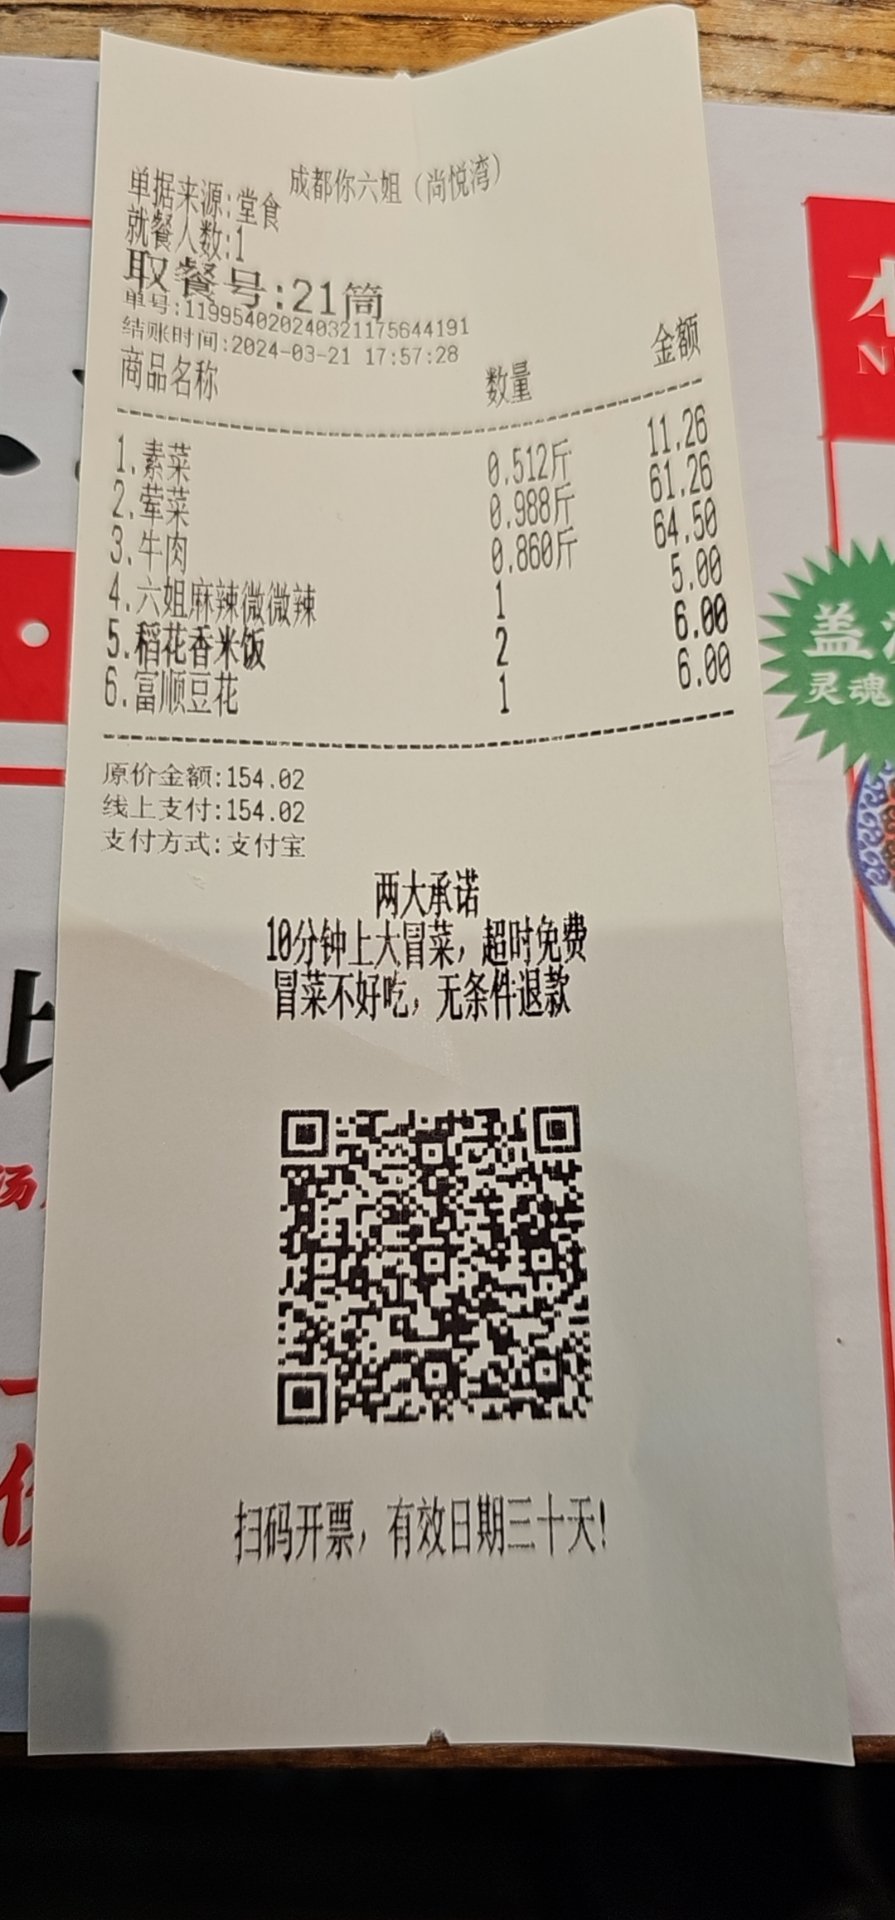 成都你六姐（尚悦湾）
单据来源:堂食
就餐人数:1
取餐号:21筒
单号:119954020240321175644191
结账时间:2024-03-21 17:57:28
商品名称 数量 金额
1.素菜 0.512斤 11.26
2.荤菜 0.988斤 61.26
3.牛肉 0.860斤 64.50
4.六姐麻辣微微辣 1 5.00
5.稻花香米饭 2 6.00
6.富顺豆花 1 6.00
原价金额:154.02
线上支付:154.02
支付方式:支付宝
两大承诺
10分钟上大冒菜，超时免费
冒菜不好吃，无条件退款
扫码开票，有效日期三十天!
N
盖
灵魂
汤